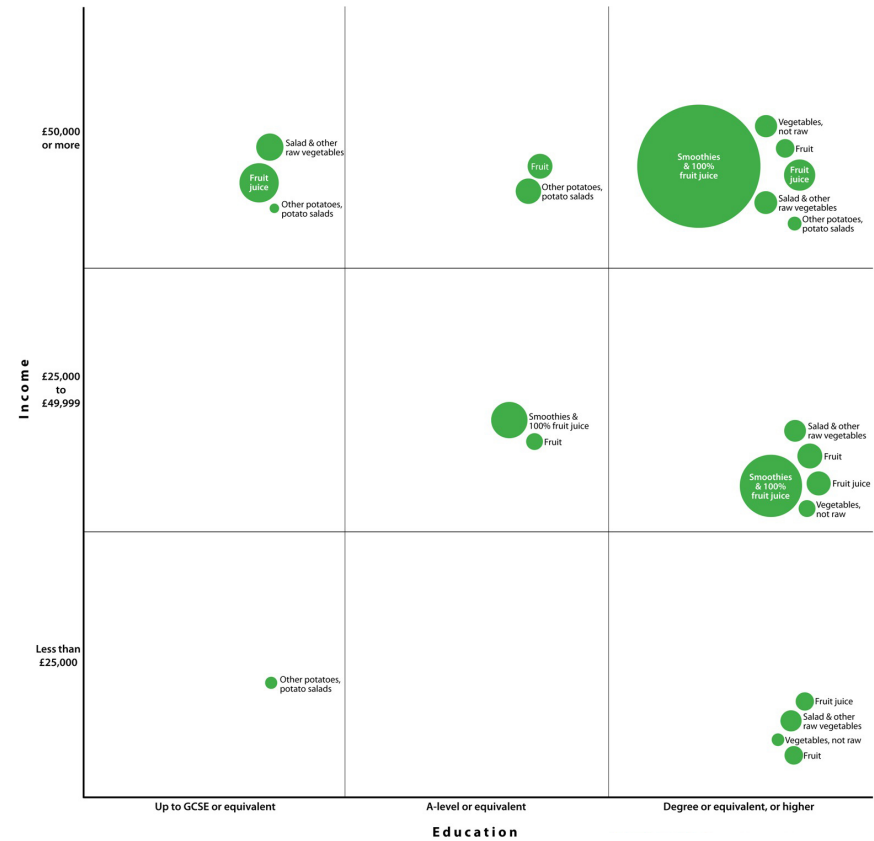 £50,000
or more
Salad & other
raw vegetables
Fruit
juice
Other potatoes,
potato salads
Fruit
Other potatoes,
potato salads
Smoothies
& 100%
fruit juice
Vegetables,
not raw
Fruit
Fruit
juice
Salad & other
raw vegetables
Other potatoes,
potato salads
Income
£25,000
to
£49,999
Smoothies &
100% fruit juice
Fruit
Salad & other
raw vegetables
Fruit
Smoothies
& 100%
fruit juice
Fruit juice
Vegetables,
not raw
Less than
£25,000
Other potatoes,
potato salads
Fruit juice
Salad & other
raw vegetables
Vegetables, not raw
Fruit
Up to GCSE or equivalent
A-level or equivalent
Degree or equivalent, or higher
Education